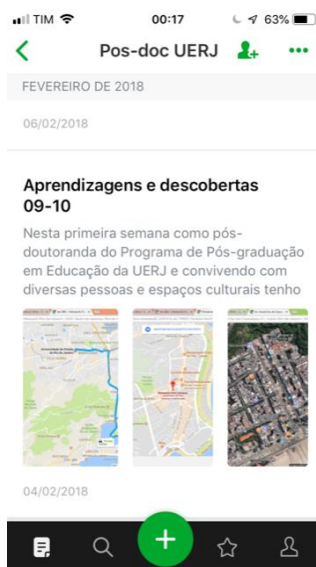 TIM 00:17 63%
Pos-doc UERJ
FEVEREIRO DE 2018
06/02/2018
Aprendizagens e descobertas
09-10
Nesta primeira semana como pós-
doutoranda do Programa de Pós-graduação
em Educação da UERJ e convivendo com
diversas pessoas e espaços culturais tenho
04/02/2018